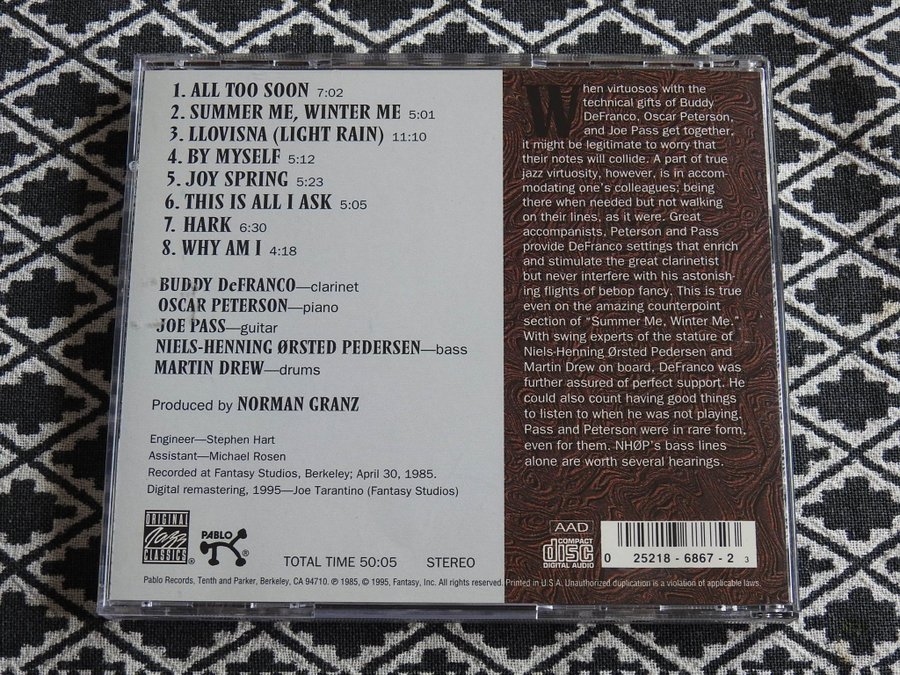 1. ALL TOO SOON 7:02
2. SUMMER ME, WINTER ME 5:01
3. LLOVISNA (LIGHT RAIN) 11:10
4. BY MYSELF 5:12
5. JOY SPRING 5:23
6. THIS IS ALL I ASK 5:05
7. HARK 6:30
8. WHY AM I 4:18
BUDDY DeFRANCO—clarinet
OSCAR PETERSON—piano
JOE PASS—guitar
NIELS-HENNING ØRSTED PEDERSEN—bass
MARTIN DREW—drums
Produced by NORMAN GRANZ
Engineer—Stephen Hart
Assistant—Michael Rosen
Recorded at Fantasy Studios, Berkeley; April 30, 1985.
Digital remastering, 1995—Joe Tarantino (Fantasy Studios)
ORIGINAL
Jazz
CLASSICS®
PABLO
®
TOTAL TIME 50:05 STEREO
When virtuosos with the
technical gifts of Buddy
DeFranco, Oscar Peterson,
and Joe Pass get together,
it might be legitimate to worry that
their notes will collide. A part of true
jazz virtuosity, however, is in accom-
modating one's colleagues; being
there when needed but not walking
on their lines, as it were. Great
accompanists, Peterson and Pass
provide DeFranco settings that enrich
and stimulate the great clarinetist
but never interfere with his astonish-
ing flights of bebop fancy. This is true
even on the amazing counterpoint
section of "Summer Me, Winter Me."
With swing experts of the stature of
Niels-Henning Ørsted Pedersen and
Martin Drew on board, DeFranco was
further assured of perfect support. He
could also count having good things
to listen to when he was not playing.
Pass and Peterson were in rare form,
even for them. NHØP's bass lines
alone are worth several hearings.
AAD
COMPACT
disc
DIGITAL AUDIO
0 25218-6867-2 3
Pablo Records, Tenth and Parker, Berkeley, CA 94710. ℗ 1985, © 1995, Fantasy, Inc. All rights reserved. Printed in U.S.A. Unauthorized duplication is a violation of applicable laws.